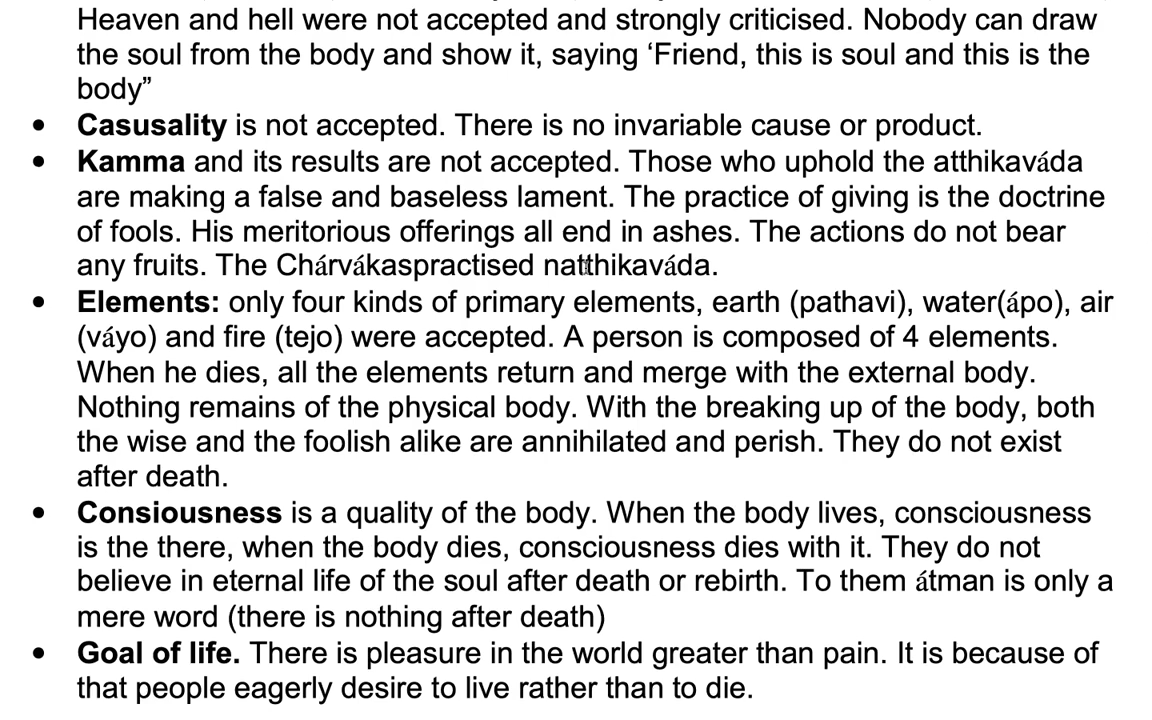 Heaven and hell were not accepted and strongly criticised. Nobody can draw
the soul from the body and show it, saying ‘Friend, this is soul and this is the
body”
• Casusality is not accepted. There is no invariable cause or product.
• Kamma and its results are not accepted. Those who uphold the atthikaváda
are making a false and baseless lament. The practice of giving is the doctrine
of fools. His meritorious offerings all end in ashes. The actions do not bear
any fruits. The Chárvákaspractised natthikaváda.
• Elements: only four kinds of primary elements, earth (pathavi), water(ápo), air
(váyo) and fire (tejo) were accepted. A person is composed of 4 elements.
When he dies, all the elements return and merge with the external body.
Nothing remains of the physical body. With the breaking up of the body, both
the wise and the foolish alike are annihilated and perish. They do not exist
after death.
• Consiousness is a quality of the body. When the body lives, consciousness
is the there, when the body dies, consciousness dies with it. They do not
believe in eternal life of the soul after death or rebirth. To them átman is only a
mere word (there is nothing after death)
• Goal of life. There is pleasure in the world greater than pain. It is because of
that people eagerly desire to live rather than to die.